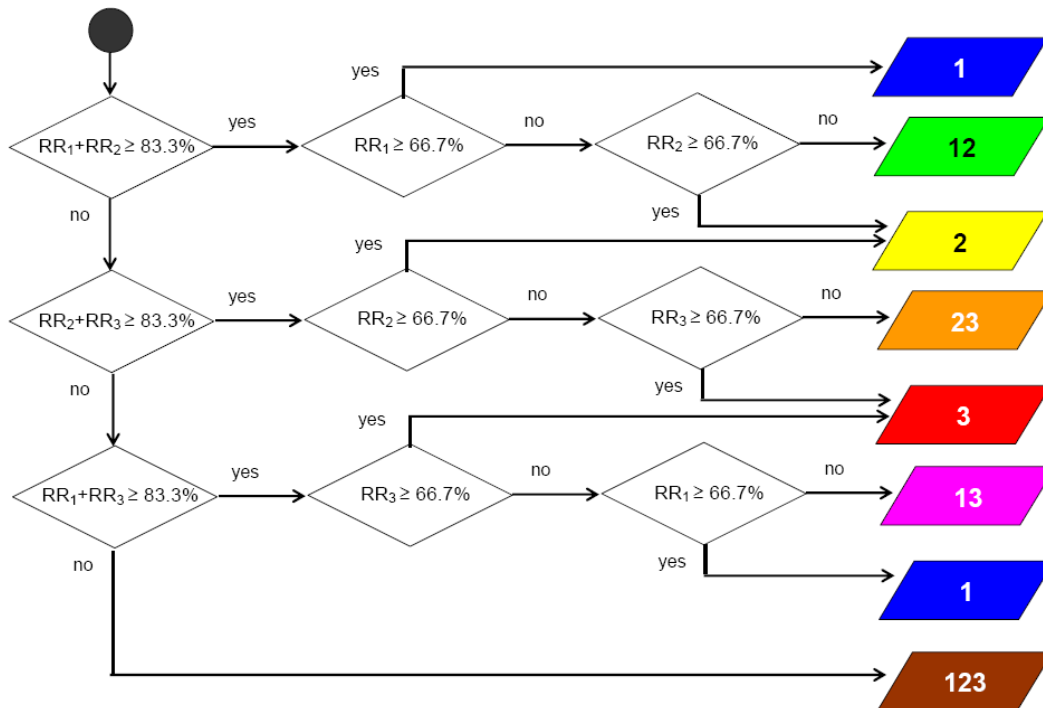 yes
1
RR₁+RR₂ ≥ 83.3%
yes
RR₁ ≥ 66.7%
no
RR₂ ≥ 66.7%
no
12
no
yes
yes
2
RR₂+RR₃ ≥ 83.3%
yes
RR₂ ≥ 66.7%
no
RR₃ ≥ 66.7%
no
23
no
yes
yes
3
RR₁+RR₃ ≥ 83.3%
yes
RR₃ ≥ 66.7%
no
RR₁ ≥ 66.7%
no
13
no
yes
1
123